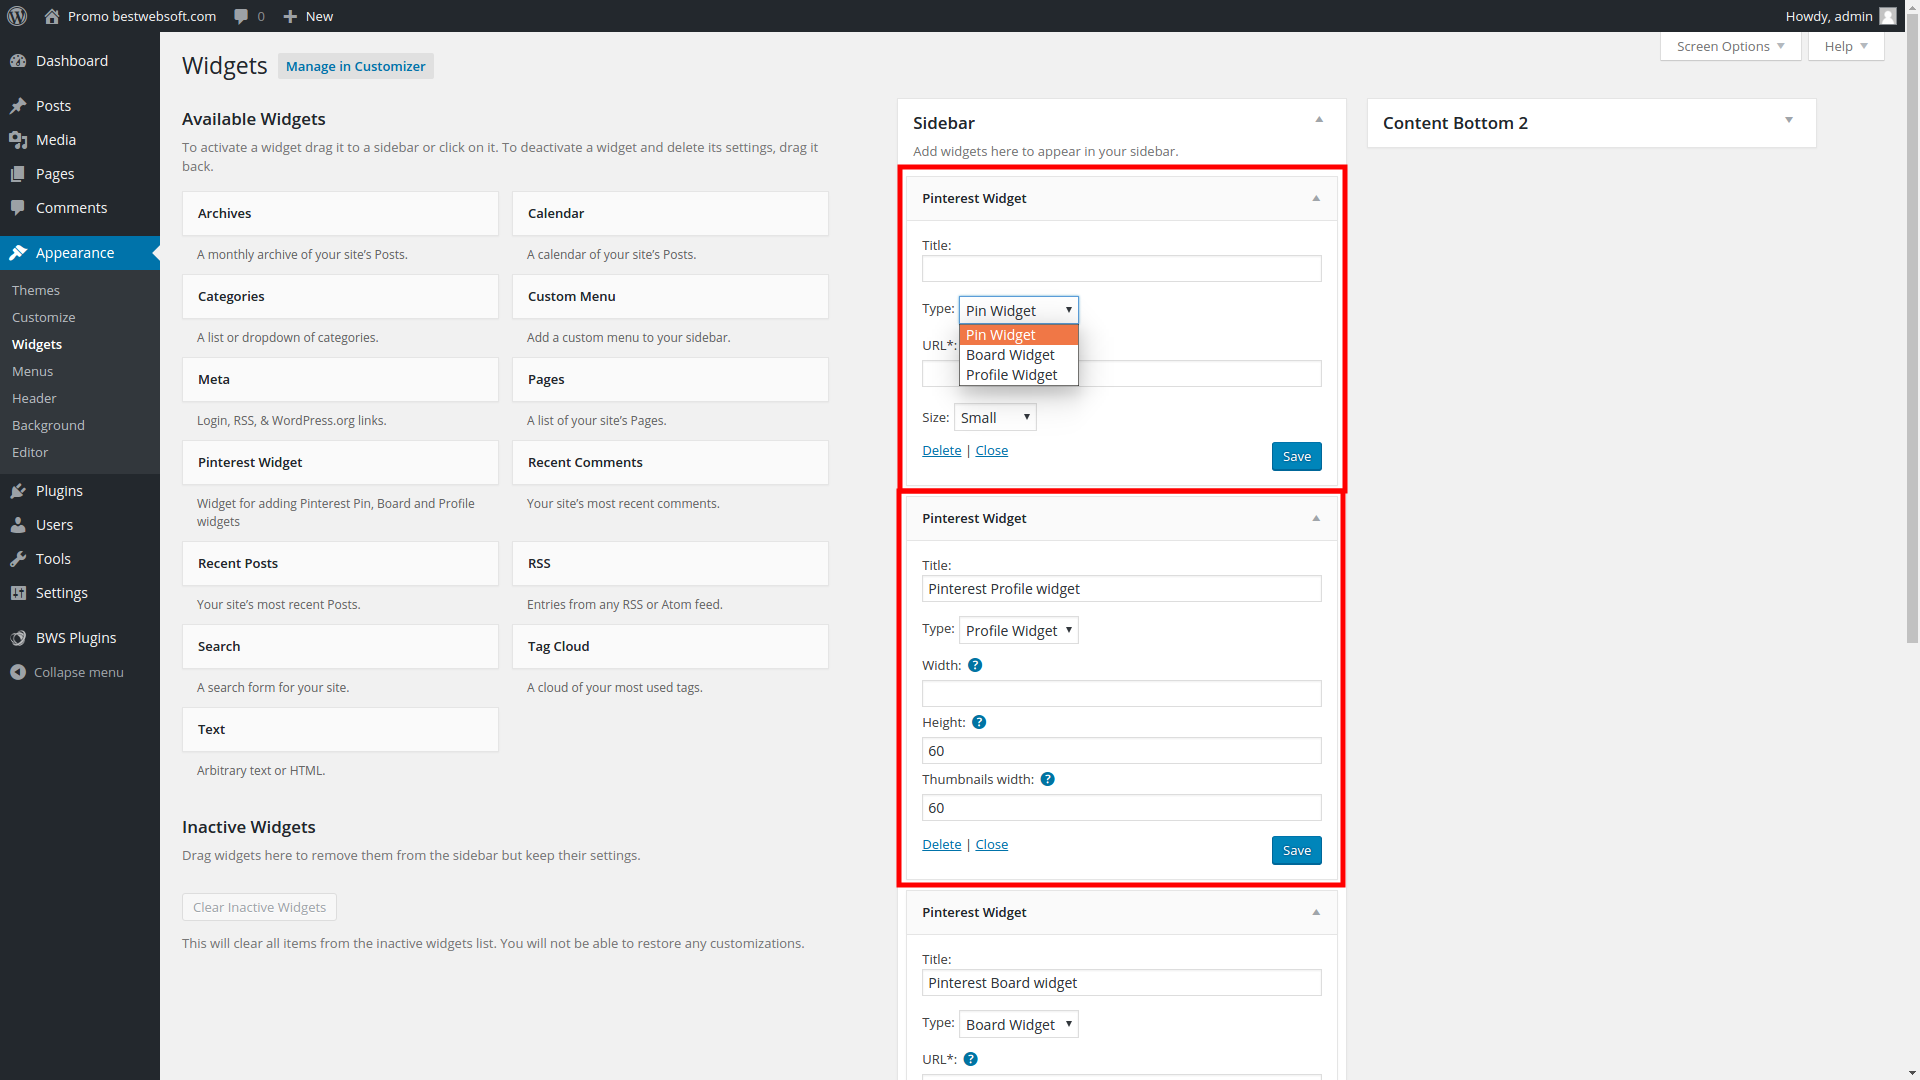 Promo bestwebsoft.com
0
New
Howdy, admin
Dashboard
Posts
Media
Pages
Comments
Appearance
Themes
Customize
Widgets
Menus
Header
Background
Editor
Plugins
Users
Tools
Settings
BWS Plugins
Collapse menu
Screen Options
Help
Widgets
Manage in Customizer
Available Widgets
To activate a widget drag it to a sidebar or click on it. To deactivate a widget and delete its settings, drag it
back.
Archives
A monthly archive of your site's Posts.
Calendar
A calendar of your site's Posts.
Categories
A list or dropdown of categories.
Custom Menu
Add a custom menu to your sidebar.
Meta
Login, RSS, & WordPress.org links.
Pages
A list of your site's Pages.
Pinterest Widget
Widget for adding Pinterest Pin, Board and Profile
widgets
Recent Comments
Your site's most recent comments.
Recent Posts
Your site's most recent Posts.
RSS
Entries from any RSS or Atom feed.
Search
A search form for your site.
Tag Cloud
A cloud of your most used tags.
Text
Arbitrary text or HTML.
Inactive Widgets
Drag widgets here to remove them from the sidebar but keep their settings.
Clear Inactive Widgets
This will clear all items from the inactive widgets list. You will not be able to restore any customizations.
Sidebar
Add widgets here to appear in your sidebar.
Pinterest Widget
Title:
Type: Pin Widget
Pin Widget
Board Widget
Profile Widget
URL*:
Size: Small
Delete | Close
Save
Pinterest Widget
Title:
Pinterest Profile widget
Type: Profile Widget
Width: ?
Height: ?
60
Thumbnails width: ?
60
Delete | Close
Save
Pinterest Widget
Title:
Pinterest Board widget
Type: Board Widget
URL*: ?
Content Bottom 2